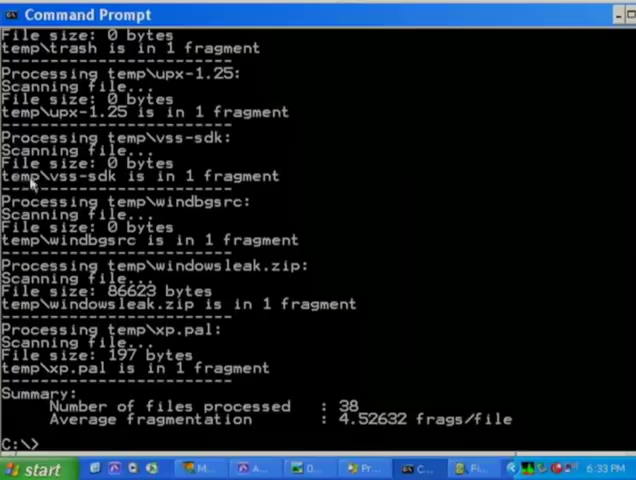 Command Prompt
File size: 0 bytes
temp\trash is in 1 fragment
------------------------
Processing temp\upx-1.25:
Scanning file...
File size: 0 bytes
temp\upx-1.25 is in 1 fragment
------------------------
Processing temp\vss-sdk:
Scanning file...
File size: 0 bytes
temp\vss-sdk is in 1 fragment
------------------------
Processing temp\windbgsrc:
Scanning file...
File size: 0 bytes
temp\windbgsrc is in 1 fragment
------------------------
Processing temp\windowsleak.zip:
Scanning file...
File size: 86623 bytes
temp\windowsleak.zip is in 1 fragment
------------------------
Processing temp\xp.pal:
Scanning file...
File size: 197 bytes
temp\xp.pal is in 1 fragment
------------------------
Summary:
Number of files processed : 38
Average fragmentation : 4.52632 frags/file
C:\>
start M... A... D... Pr... C... Fi... 6:33 PM